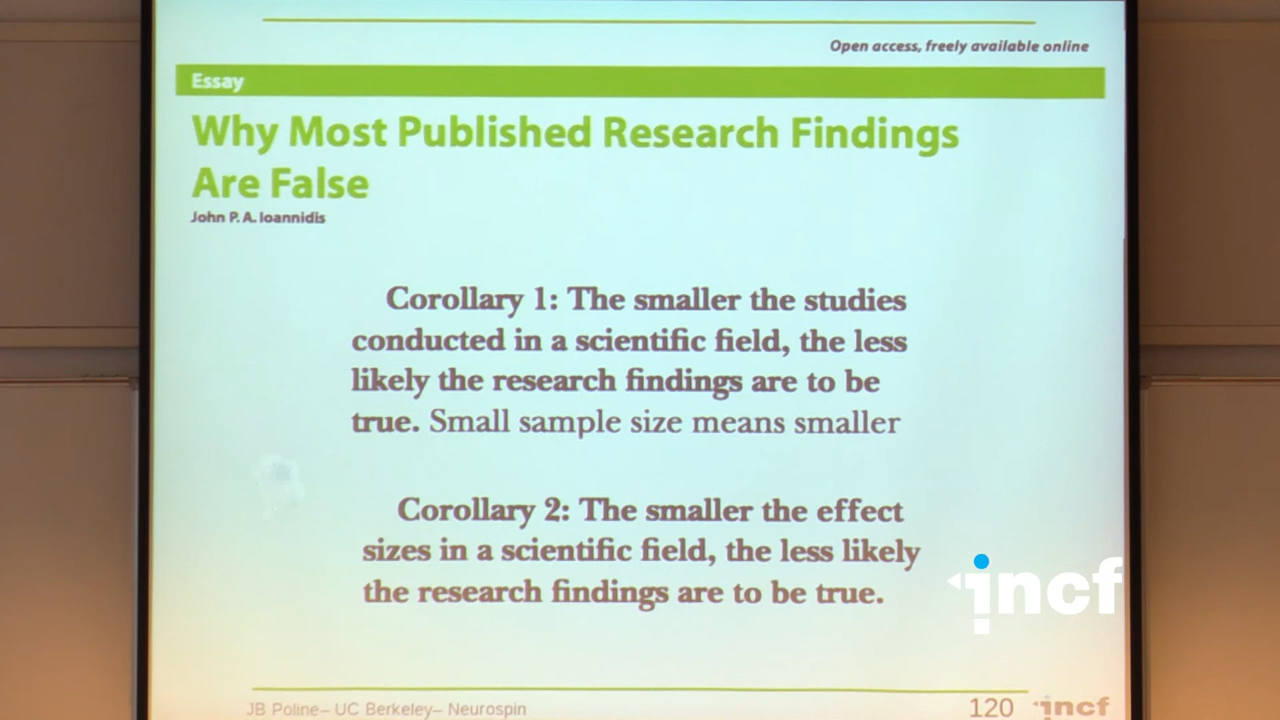 Open access, freely available online
Essay
Why Most Published Research Findings
Are False
John P. A. Ioannidis
Corollary 1: The smaller the studies
conducted in a scientific field, the less
likely the research findings are to be
true. Small sample size means smaller
Corollary 2: The smaller the effect
sizes in a scientific field, the less likely
the research findings are to be true.
incf
JB Poline– UC Berkeley– Neurospin
120
incf